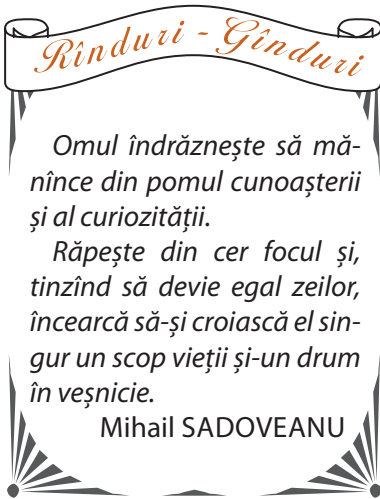 Rînduri - Gînduri
Omul îndrăznește să mă-
nînce din pomul cunoașterii
și al curiozității.
Răpește din cer focul și,
tinzînd să devie egal zeilor,
încearcă să-și croiască el sin-
gur un scop vieții și-un drum
în veșnicie.
Mihail SADOVEANU